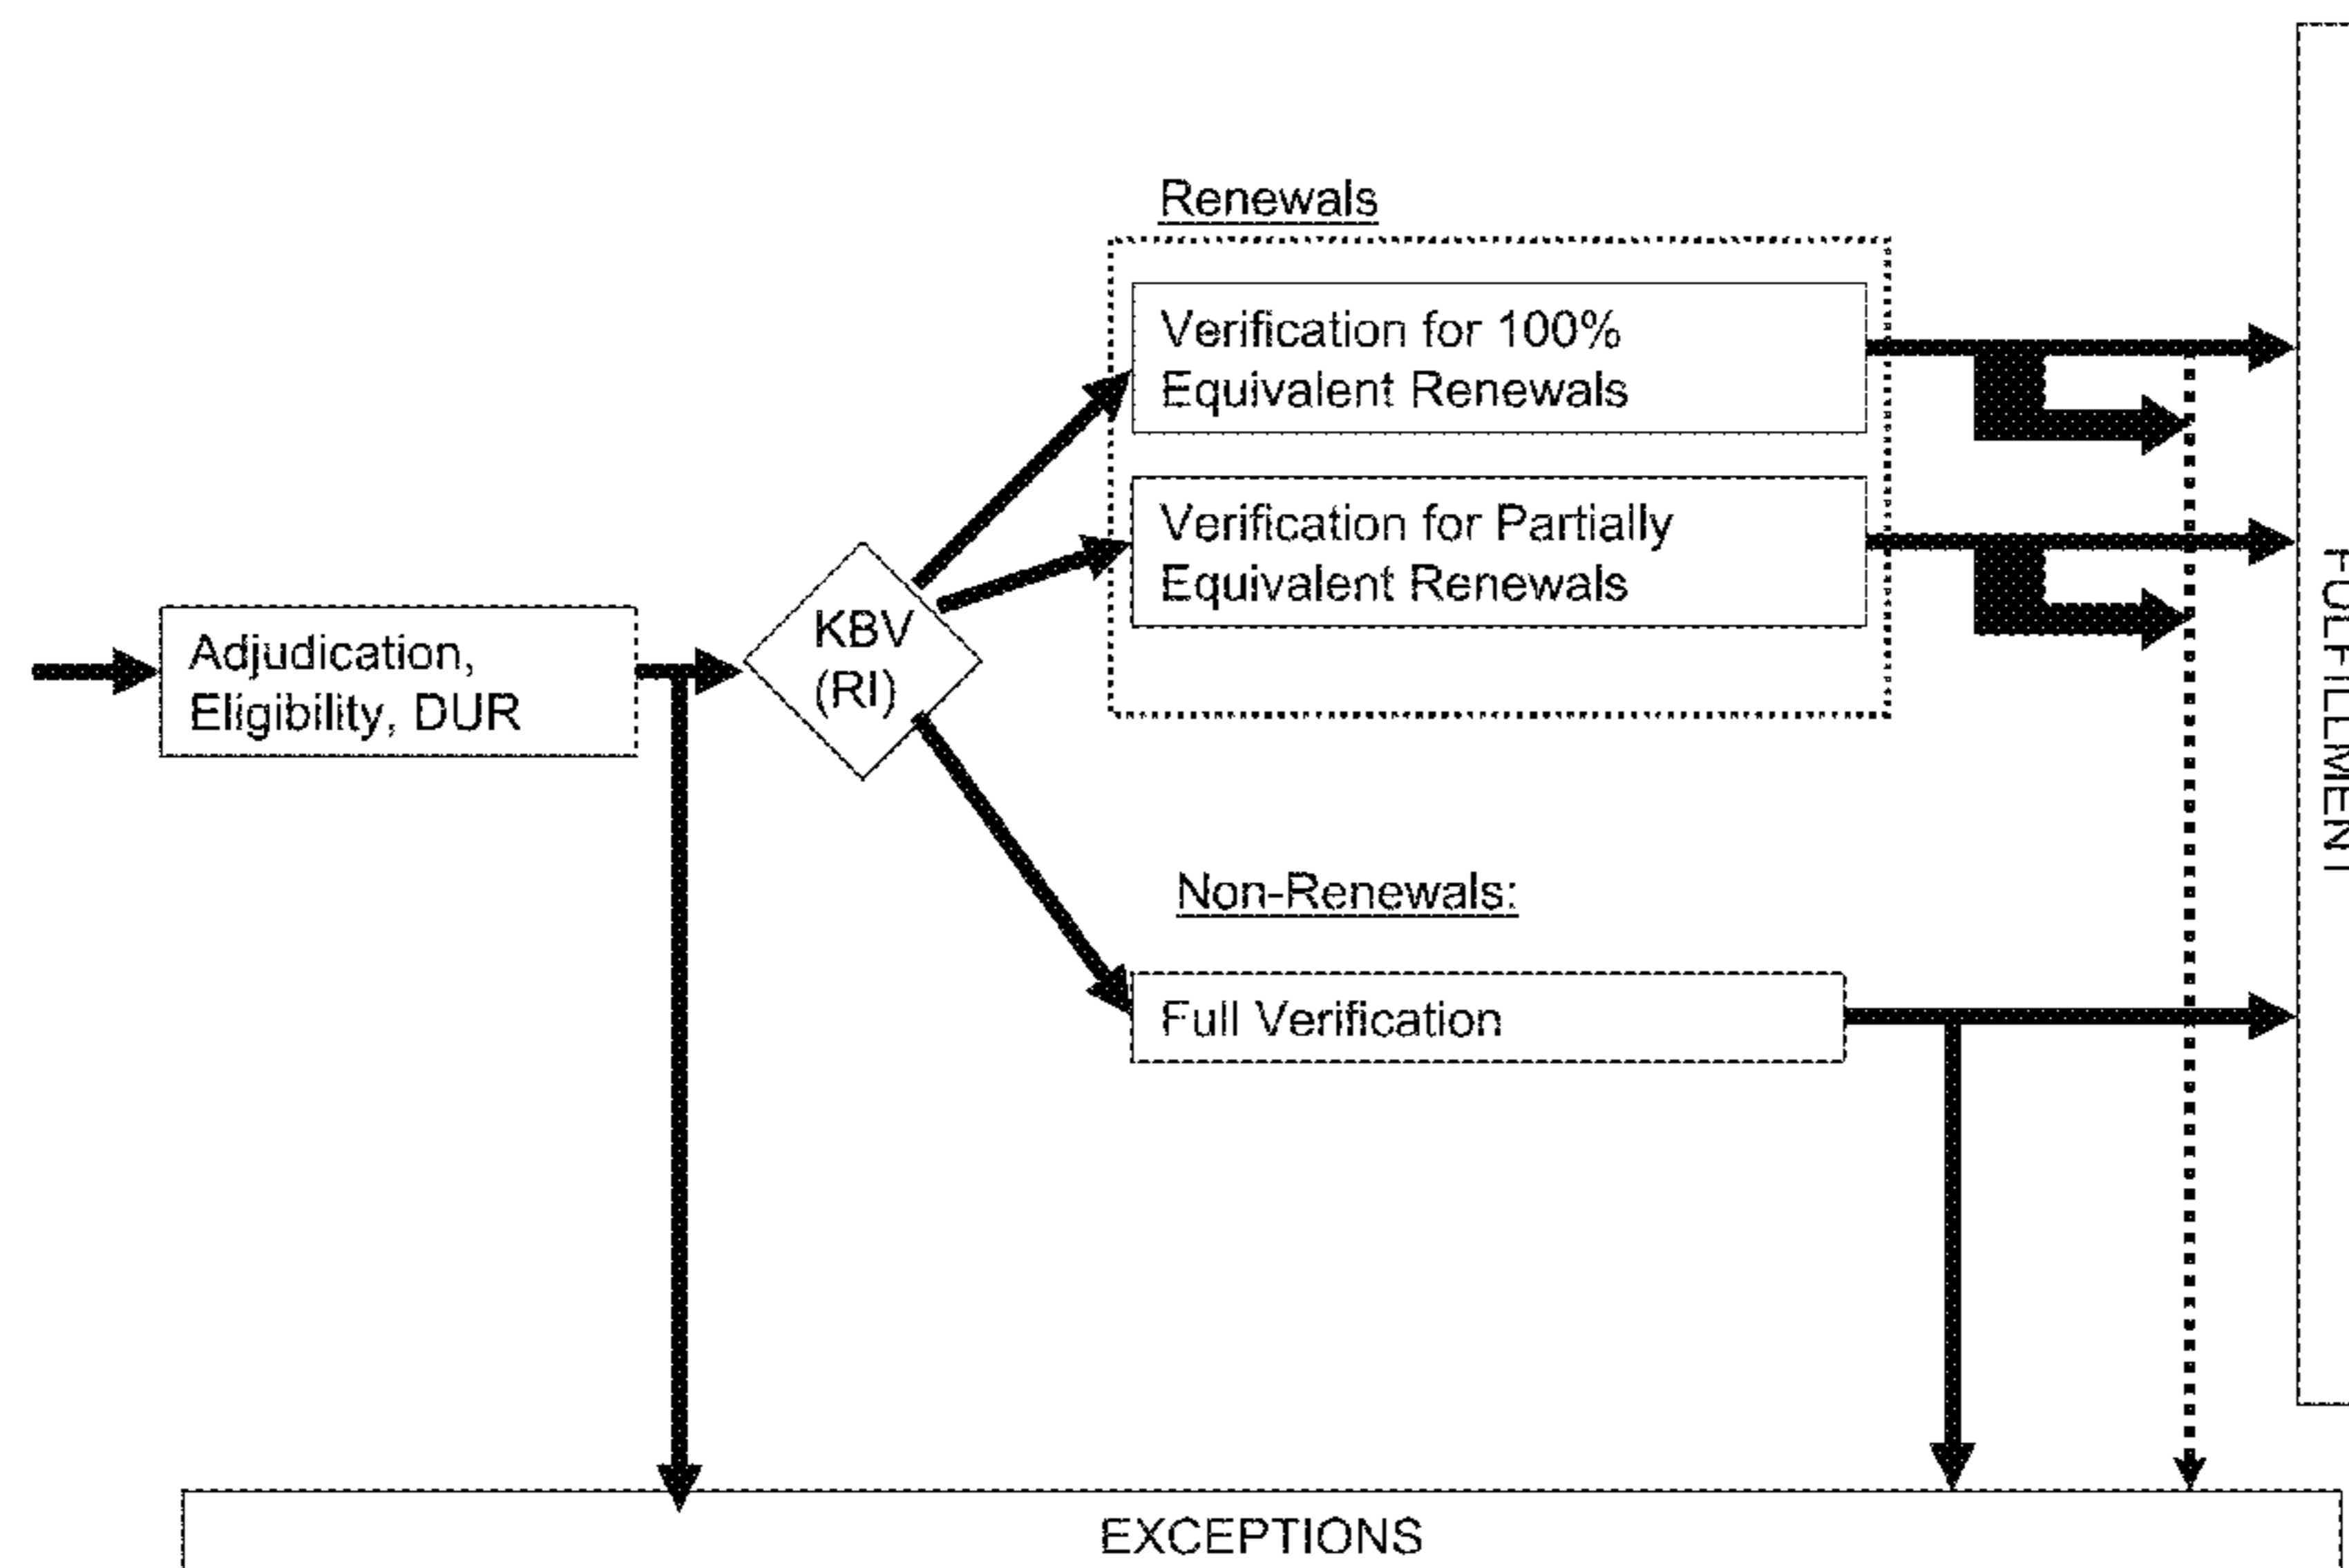 Renewals
Verification for 100%
Equivalent Renewals
Verification for Partially
Equivalent Renewals
Adjudication,
Eligibility, DUR
KBV
(RI)
Non-Renewals:
Full Verification
FULFILLMENT
EXCEPTIONS